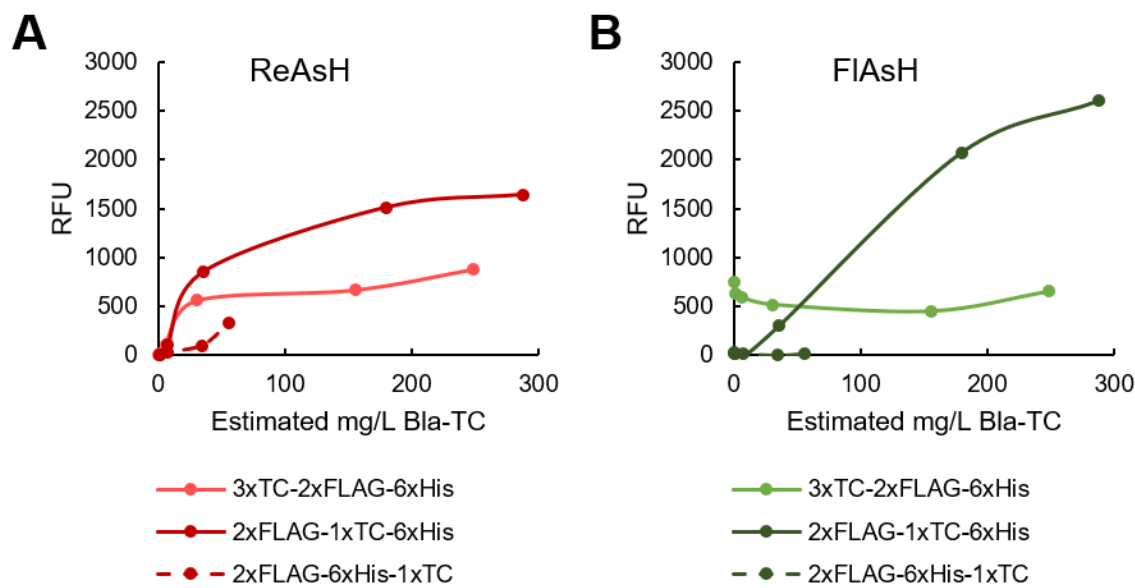 A
ReAsH
3000
2500
2000
1500
1000
500
0
RFU
0 100 200 300
Estimated mg/L Bla-TC
3xTC-2xFLAG-6xHis
2xFLAG-1xTC-6xHis
2xFLAG-6xHis-1xTC
B
FlAsH
3000
2500
2000
1500
1000
500
0
RFU
0 100 200 300
Estimated mg/L Bla-TC
3xTC-2xFLAG-6xHis
2xFLAG-1xTC-6xHis
2xFLAG-6xHis-1xTC